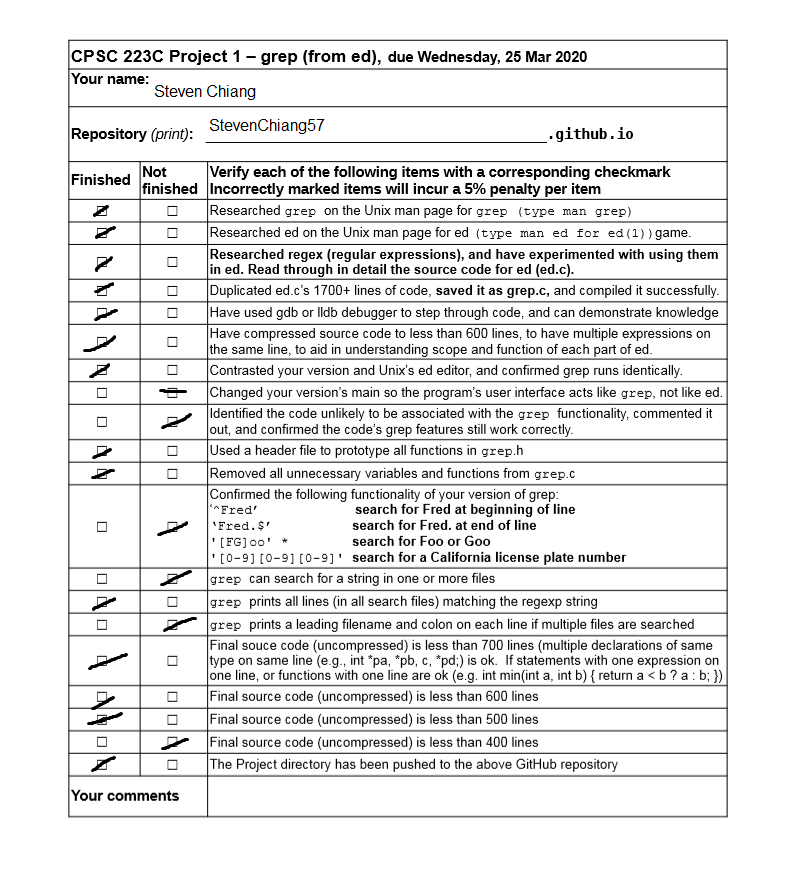 CPSC 223C Project 1 – grep (from ed), due Wednesday, 25 Mar 2020
Your name:
Steven Chiang
Repository (print): StevenChiang57 .github.io
Finished
Not finished
Verify each of the following items with a corresponding checkmark
Incorrectly marked items will incur a 5% penalty per item
Researched grep on the Unix man page for grep (type man grep)
Researched ed on the Unix man page for ed (type man ed for ed(1))game.
Researched regex (regular expressions), and have experimented with using them
in ed. Read through in detail the source code for ed (ed.c).
Duplicated ed.c's 1700+ lines of code, saved it as grep.c, and compiled it successfully.
Have used gdb or lldb debugger to step through code, and can demonstrate knowledge
Have compressed source code to less than 600 lines, to have multiple expressions on
the same line, to aid in understanding scope and function of each part of ed.
Contrasted your version and Unix's ed editor, and confirmed grep runs identically.
Changed your version's main so the program's user interface acts like grep, not like ed.
Identified the code unlikely to be associated with the grep functionality, commented it
out, and confirmed the code's grep features still work correctly.
Used a header file to prototype all functions in grep.h
Removed all unnecessary variables and functions from grep.c
Confirmed the following functionality of your version of grep:
'^Fred' search for Fred at beginning of line
'Fred.$' search for Fred. at end of line
'[FG]oo' * search for Foo or Goo
'[0-9][0-9][0-9]' search for a California license plate number
grep can search for a string in one or more files
grep prints all lines (in all search files) matching the regexp string
grep prints a leading filename and colon on each line if multiple files are searched
Final souce code (uncompressed) is less than 700 lines (multiple declarations of same
type on same line (e.g., int *pa, *pb, c, *pd;) is ok. If statements with one expression on
one line, or functions with one line are ok (e.g. int min(int a, int b) { return a < b ? a : b; })
Final source code (uncompressed) is less than 600 lines
Final source code (uncompressed) is less than 500 lines
Final source code (uncompressed) is less than 400 lines
The Project directory has been pushed to the above GitHub repository
Your comments